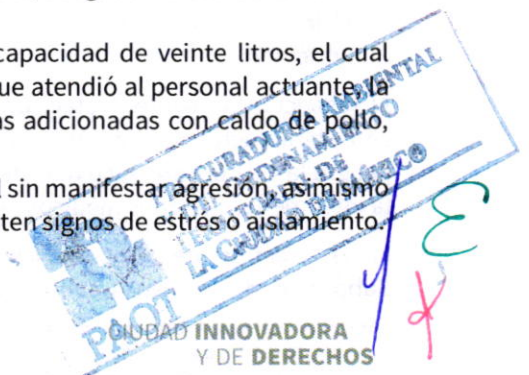 capacidad de veinte litros, el cual
que atendió al personal actuante, la
as adicionadas con caldo de pollo,
sin manifestar agresión, asimismo
ten signos de estrés o aislamiento.
PROCURADURÍA AMBIENTAL
Y DEL ORDENAMIENTO
TERRITORIAL DE
LA CIUDAD DE MÉXICO
PAOT
CIUDAD INNOVADORA
Y DE DERECHOS